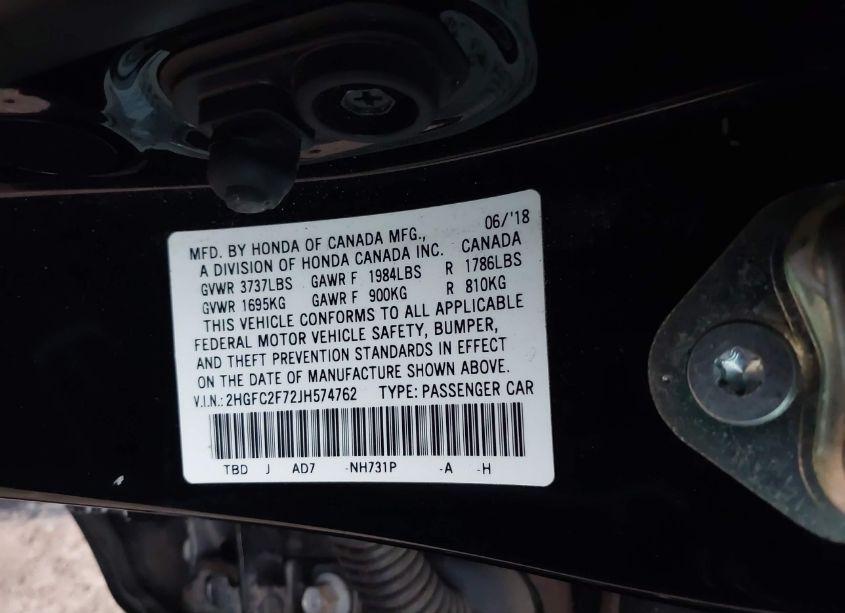 06/'18
MFD. BY HONDA OF CANADA MFG.,
A DIVISION OF HONDA CANADA INC. CANADA
GVWR 3737LBS GAWR F 1984LBS R 1786LBS
GVWR 1695KG GAWR F 900KG R 810KG
THIS VEHICLE CONFORMS TO ALL APPLICABLE
FEDERAL MOTOR VEHICLE SAFETY, BUMPER,
AND THEFT PREVENTION STANDARDS IN EFFECT
ON THE DATE OF MANUFACTURE SHOWN ABOVE.
V.I.N.: 2HGFC2F72JH574762 TYPE: PASSENGER CAR
TBD J AD7 -NH731P -A -H